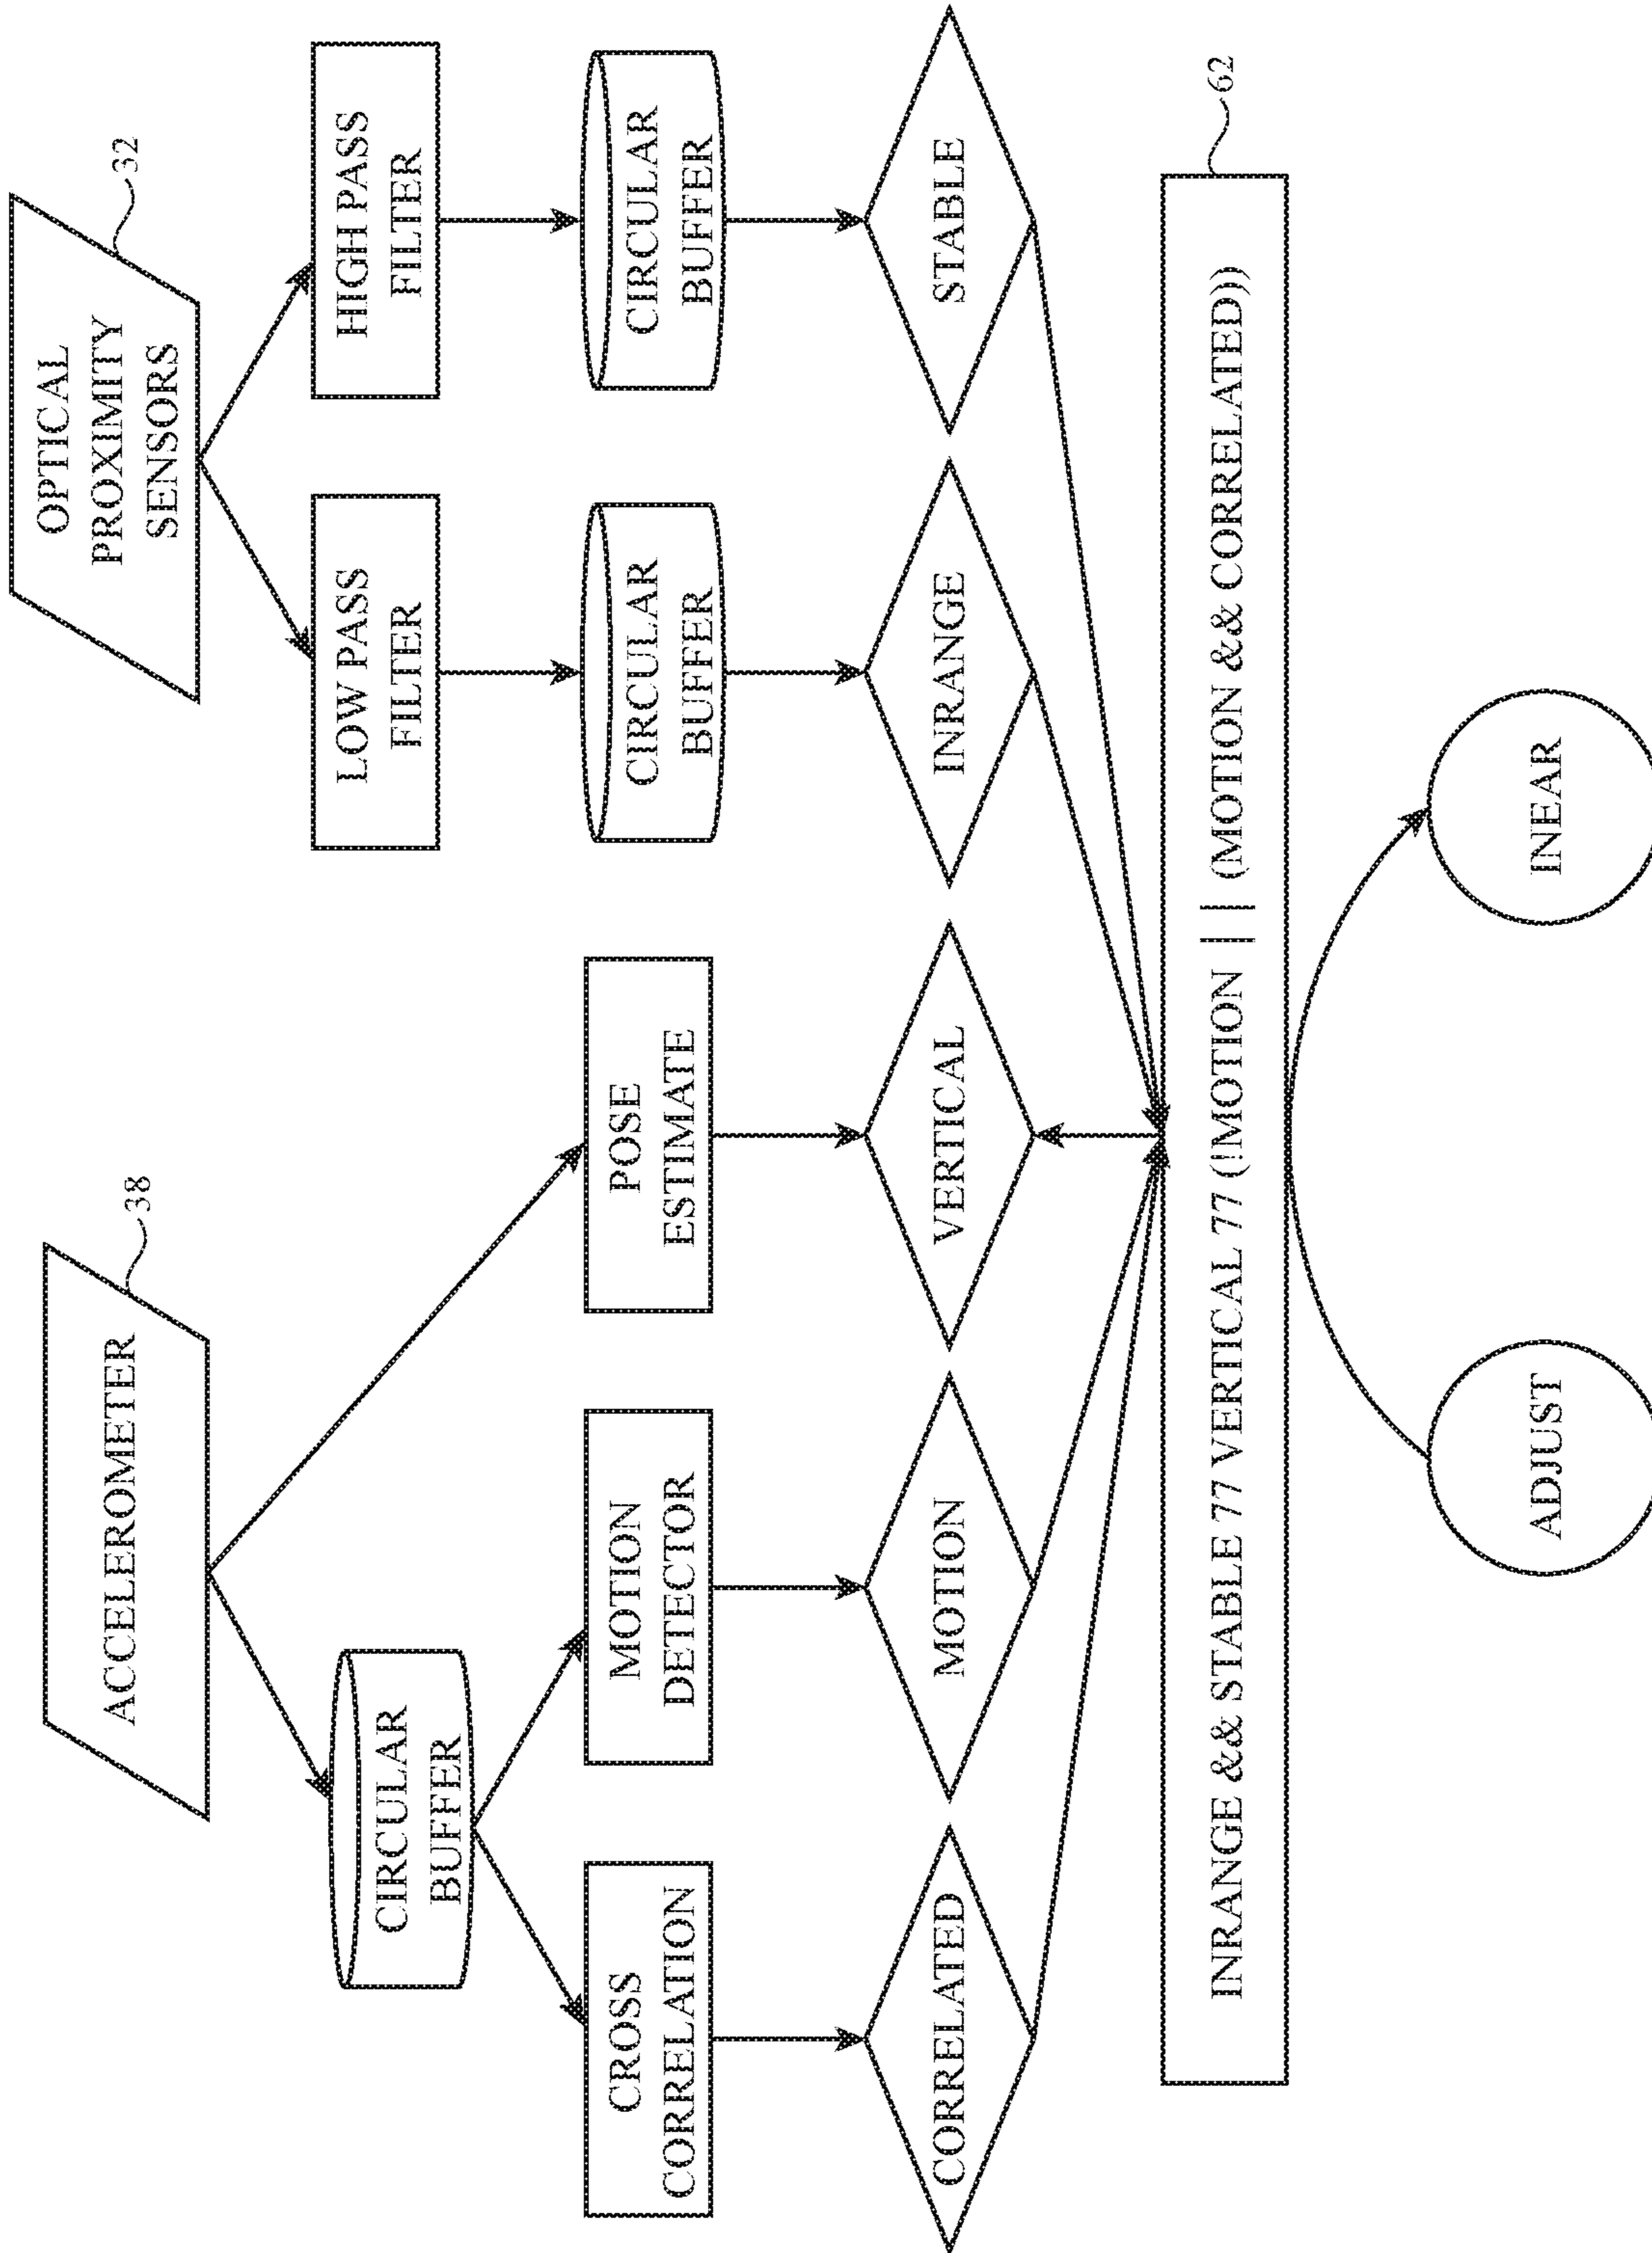 ACCELEROMETER
38
OPTICAL
PROXIMITY
SENSORS
32
CIRCULAR
BUFFER
LOW PASS
FILTER
HIGH PASS
FILTER
CROSS
CORRELATION
MOTION
DETECTOR
POSE
ESTIMATE
CIRCULAR
BUFFER
CIRCULAR
BUFFER
CORRELATED
MOTION
VERTICAL
INRANGE
STABLE
INRANGE && STABLE 77 VERTICAL 77 (!MOTION || (MOTION && CORRELATED))
62
ADJUST
INEAR